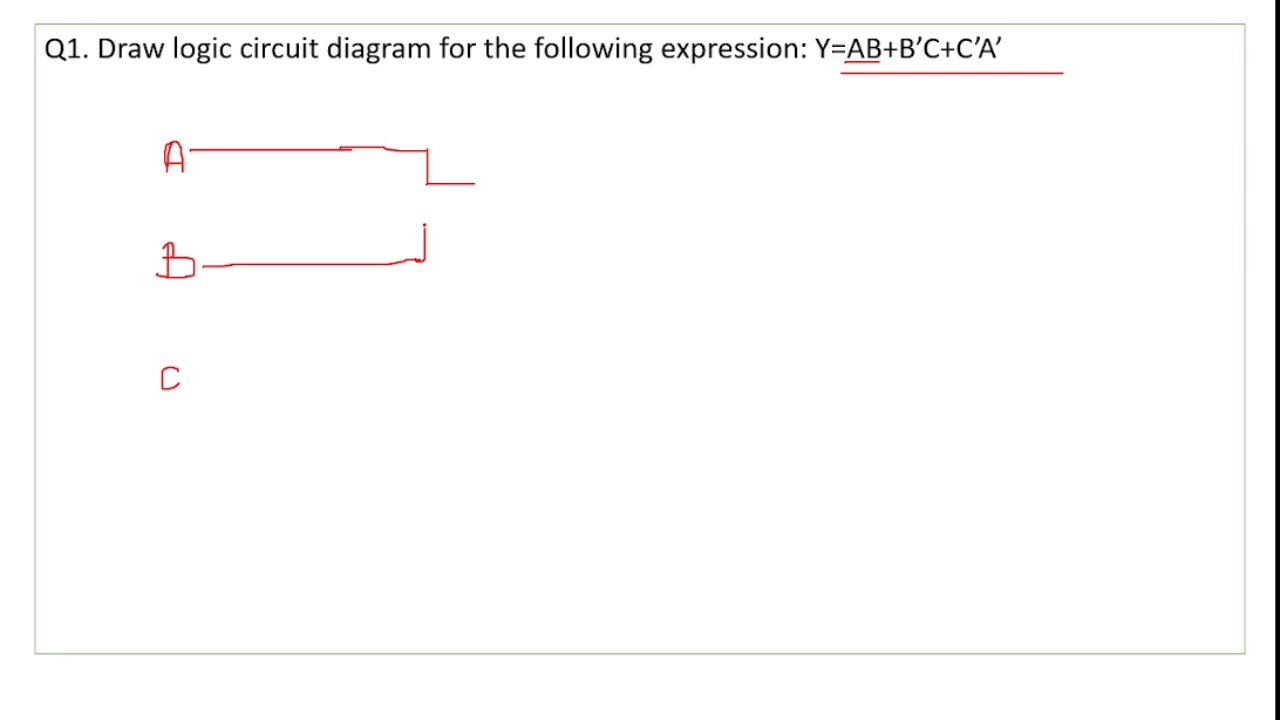 Q1. Draw logic circuit diagram for the following expression: Y=AB+B’C+C’A’
A
B
C